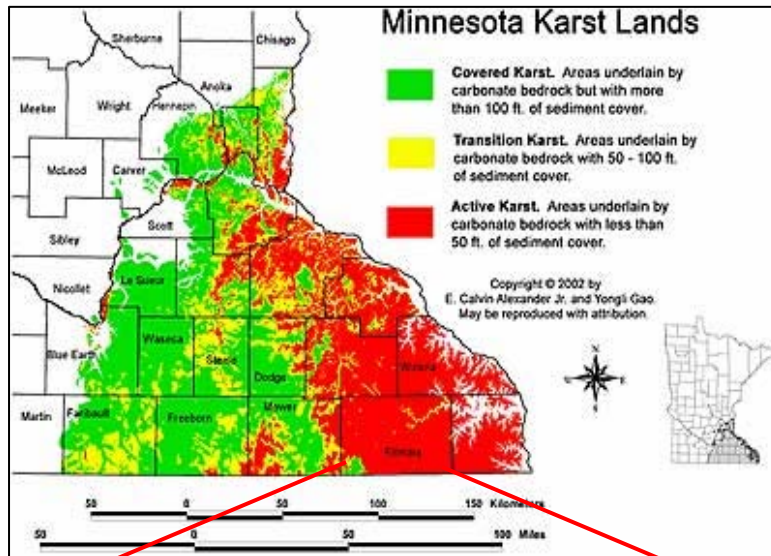 Minnesota Karst Lands
Covered Karst. Areas underlain by
carbonate bedrock but with more
than 100 ft. of sediment cover.
Transition Karst. Areas underlain by
carbonate bedrock with 50 - 100 ft.
of sediment cover.
Active Karst. Areas underlain by
carbonate bedrock with less than
50 ft. of sediment cover.
Copyright © 2002 by
E. Calvin Alexander Jr. and Yongli Gao.
May be reproduced with attribution.
N
W
E
S
Sherburne
Chisago
Anoka
Meeker
Wright
Hennepin
McLeod
Carver
Scott
Sibley
Nicollet
Le Sueur
Blue Earth
Waseca
Steele
Dodge
Winona
Martin
Faribault
Freeborn
Mower
Fillmore
50 0 50 100 150 Kilometers
50 0 50 100 Miles